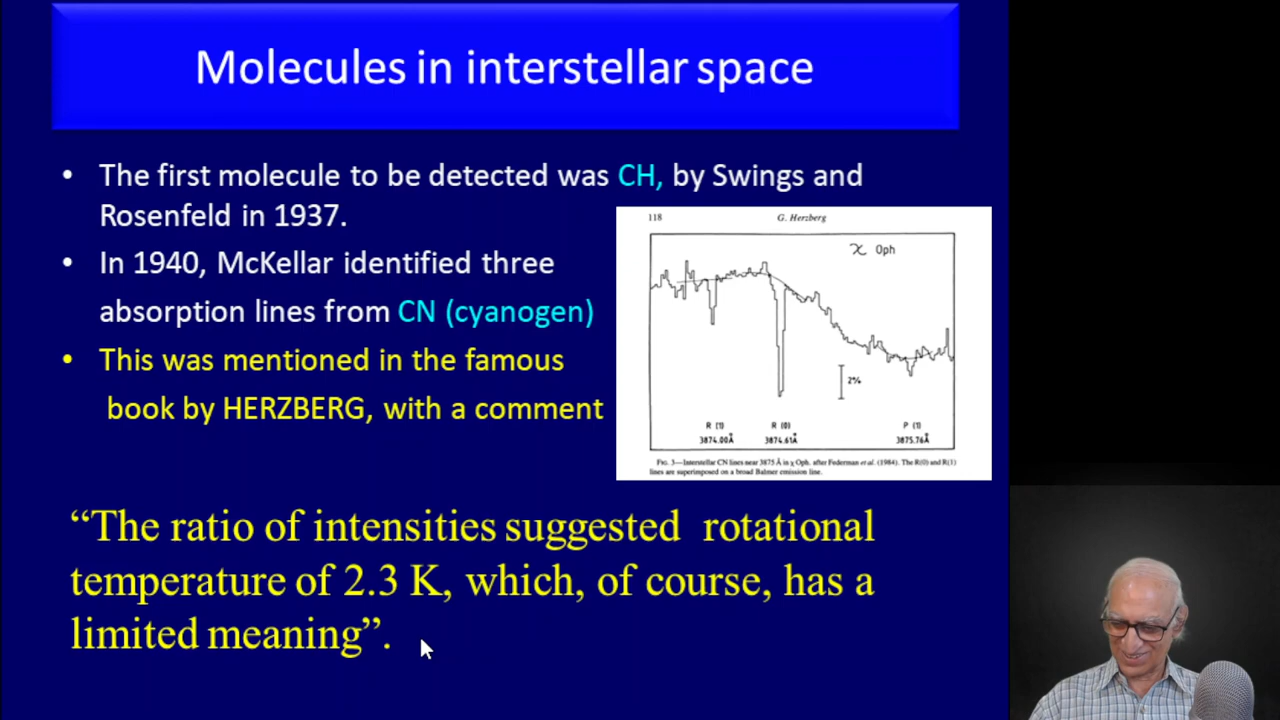 Molecules in interstellar space
• The first molecule to be detected was CH, by Swings and
Rosenfeld in 1937.
• In 1940, McKellar identified three
absorption lines from CN (cyanogen)
• This was mentioned in the famous
book by HERZBERG, with a comment
118 G. Herzberg
χ Oph
2%
R (1) R (0) P (1)
3874.00Å 3874.61Å 3875.76Å
FIG. 3—Interstellar CN lines near 3875 Å in χ Oph. after Federman et al. (1984). The R(0) and R(1)
lines are superimposed on a broad Balmer emission line.
“The ratio of intensities suggested rotational
temperature of 2.3 K, which, of course, has a
limited meaning”.